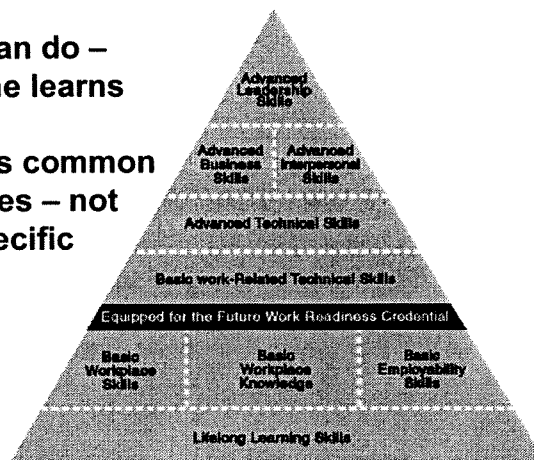 an do –
ne learns
s common
es – not
ecific
Advanced
Leadership
Skills
Advanced
Business
Skills
Advanced
Interpersonal
Skills
Advanced Technical Skills
Basic work-Related Technical Skills
Equipped for the Future Work Readiness Credential
Basic
Workplace
Skills
Basic
Workplace
Knowledge
Basic
Employability
Skills
Lifelong Learning Skills